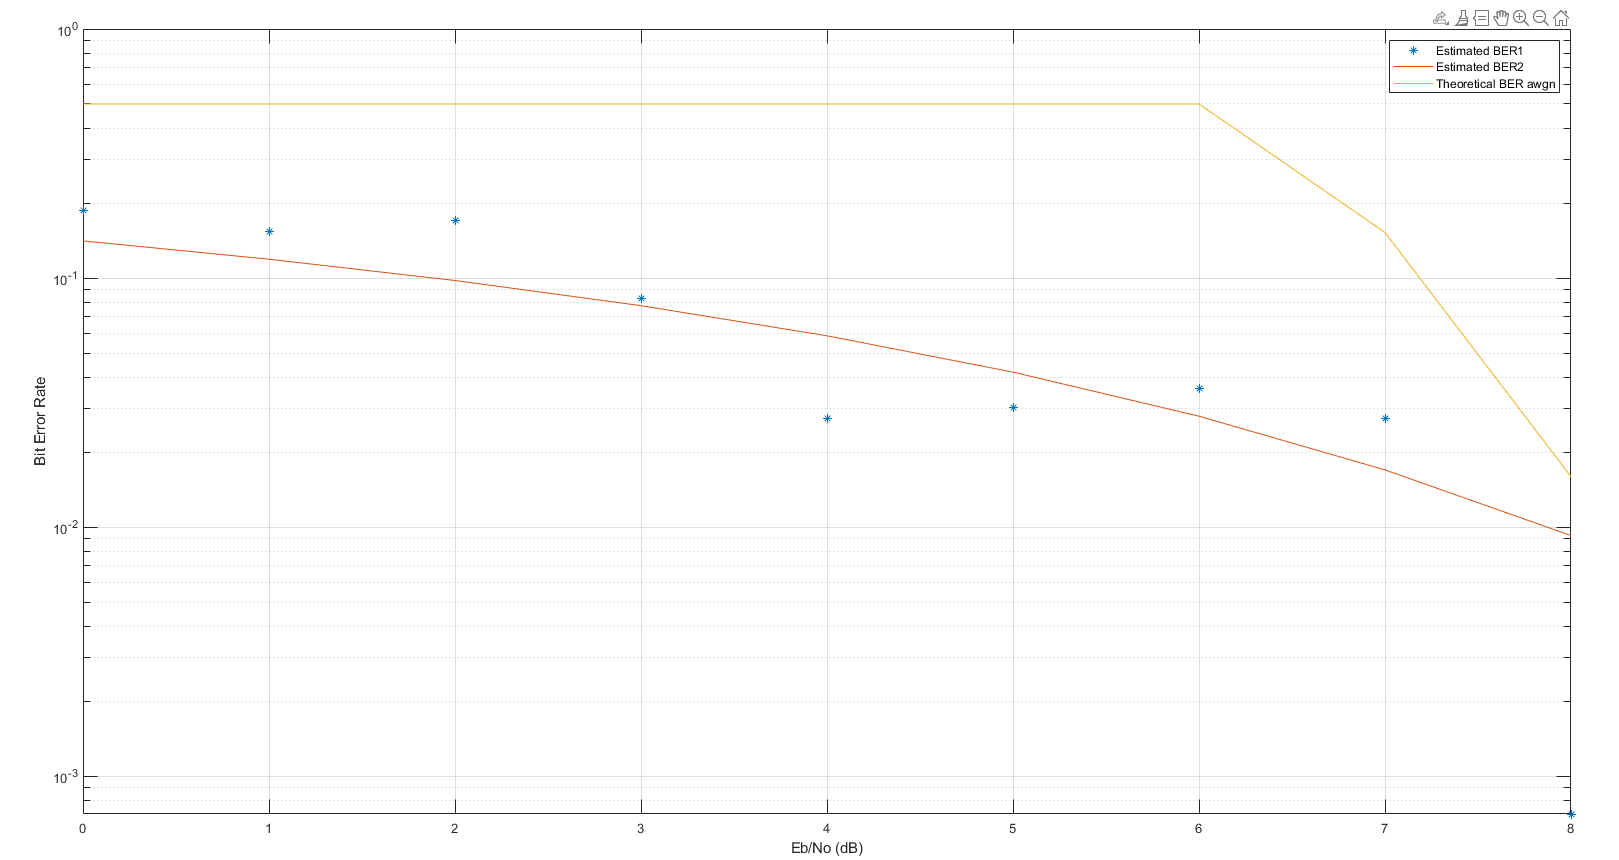 10^0
Estimated BER1
Estimated BER2
Theoretical BER awgn
10^-1
Bit Error Rate
10^-2
10^-3
0 1 2 3 4 5 6 7 8
Eb/No (dB)